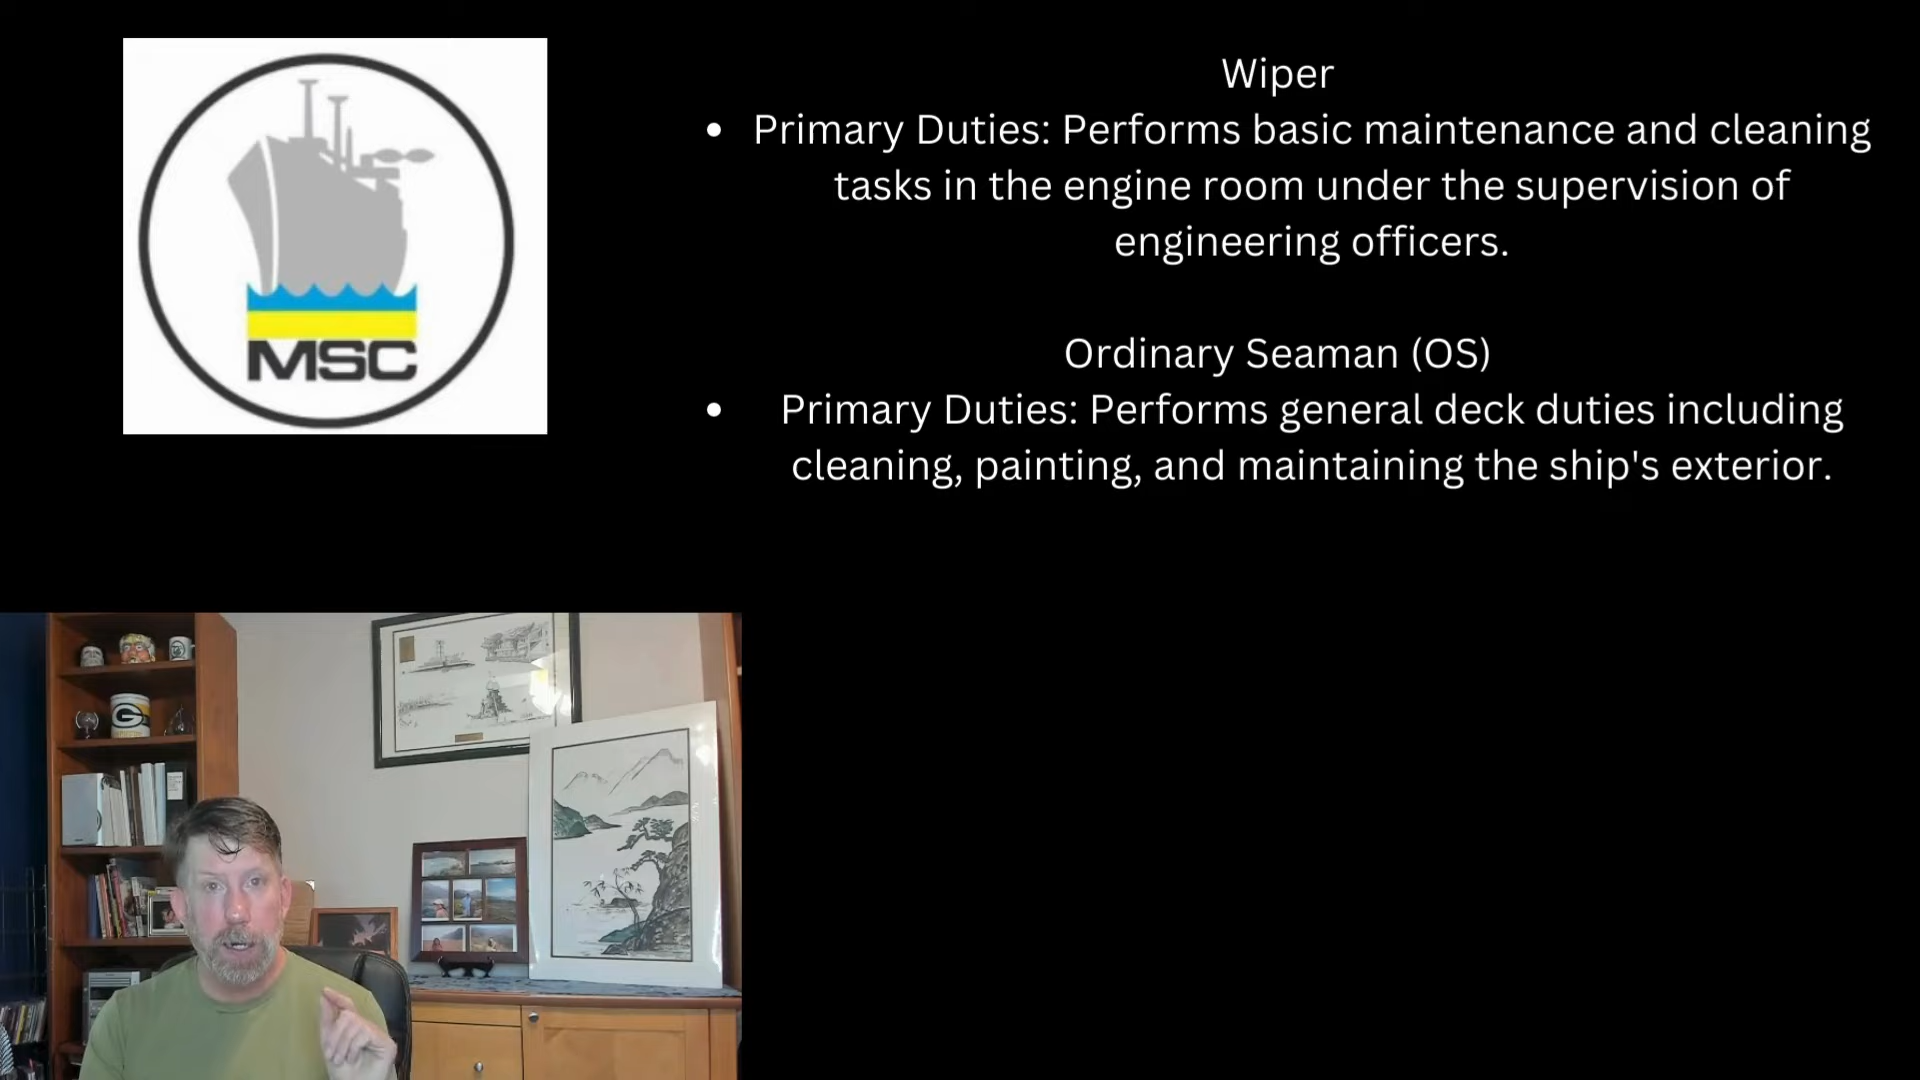 MSC
Wiper
• Primary Duties: Performs basic maintenance and cleaning
tasks in the engine room under the supervision of
engineering officers.
Ordinary Seaman (OS)
• Primary Duties: Performs general deck duties including
cleaning, painting, and maintaining the ship's exterior.
G